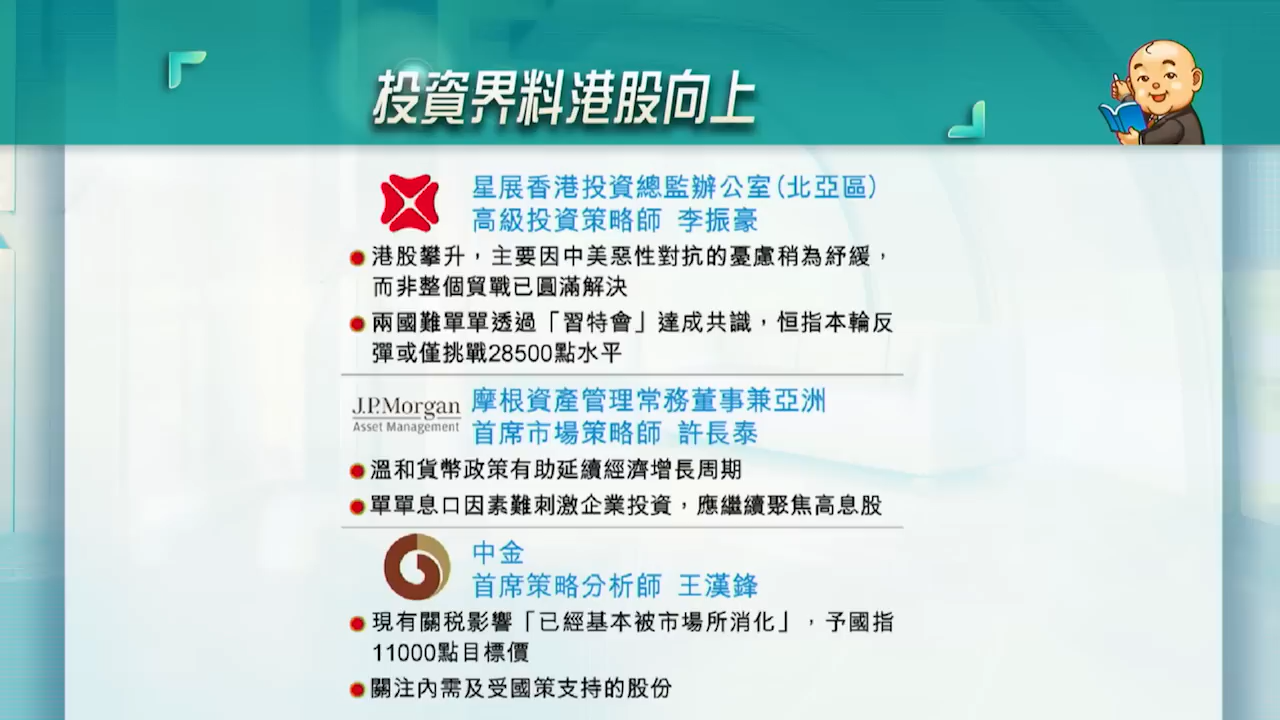 投資界料港股向上
星展香港投資總監辦公室(北亞區)
高級投資策略師 李振豪
港股攀升，主要因中美惡性對抗的憂慮稍為紓緩，
而非整個貿戰已圓滿解決
兩國難單單透過「習特會」達成共識，恒指本輪反
彈或僅挑戰28500點水平
J.P.Morgan
Asset Management
摩根資產管理常務董事兼亞洲
首席市場策略師 許長泰
溫和貨幣政策有助延續經濟增長周期
單單息口因素難刺激企業投資，應繼續聚焦高息股
中金
首席策略分析師 王漢鋒
現有關税影響「已經基本被市場所消化」，予國指
11000點目標價
關注內需及受國策支持的股份